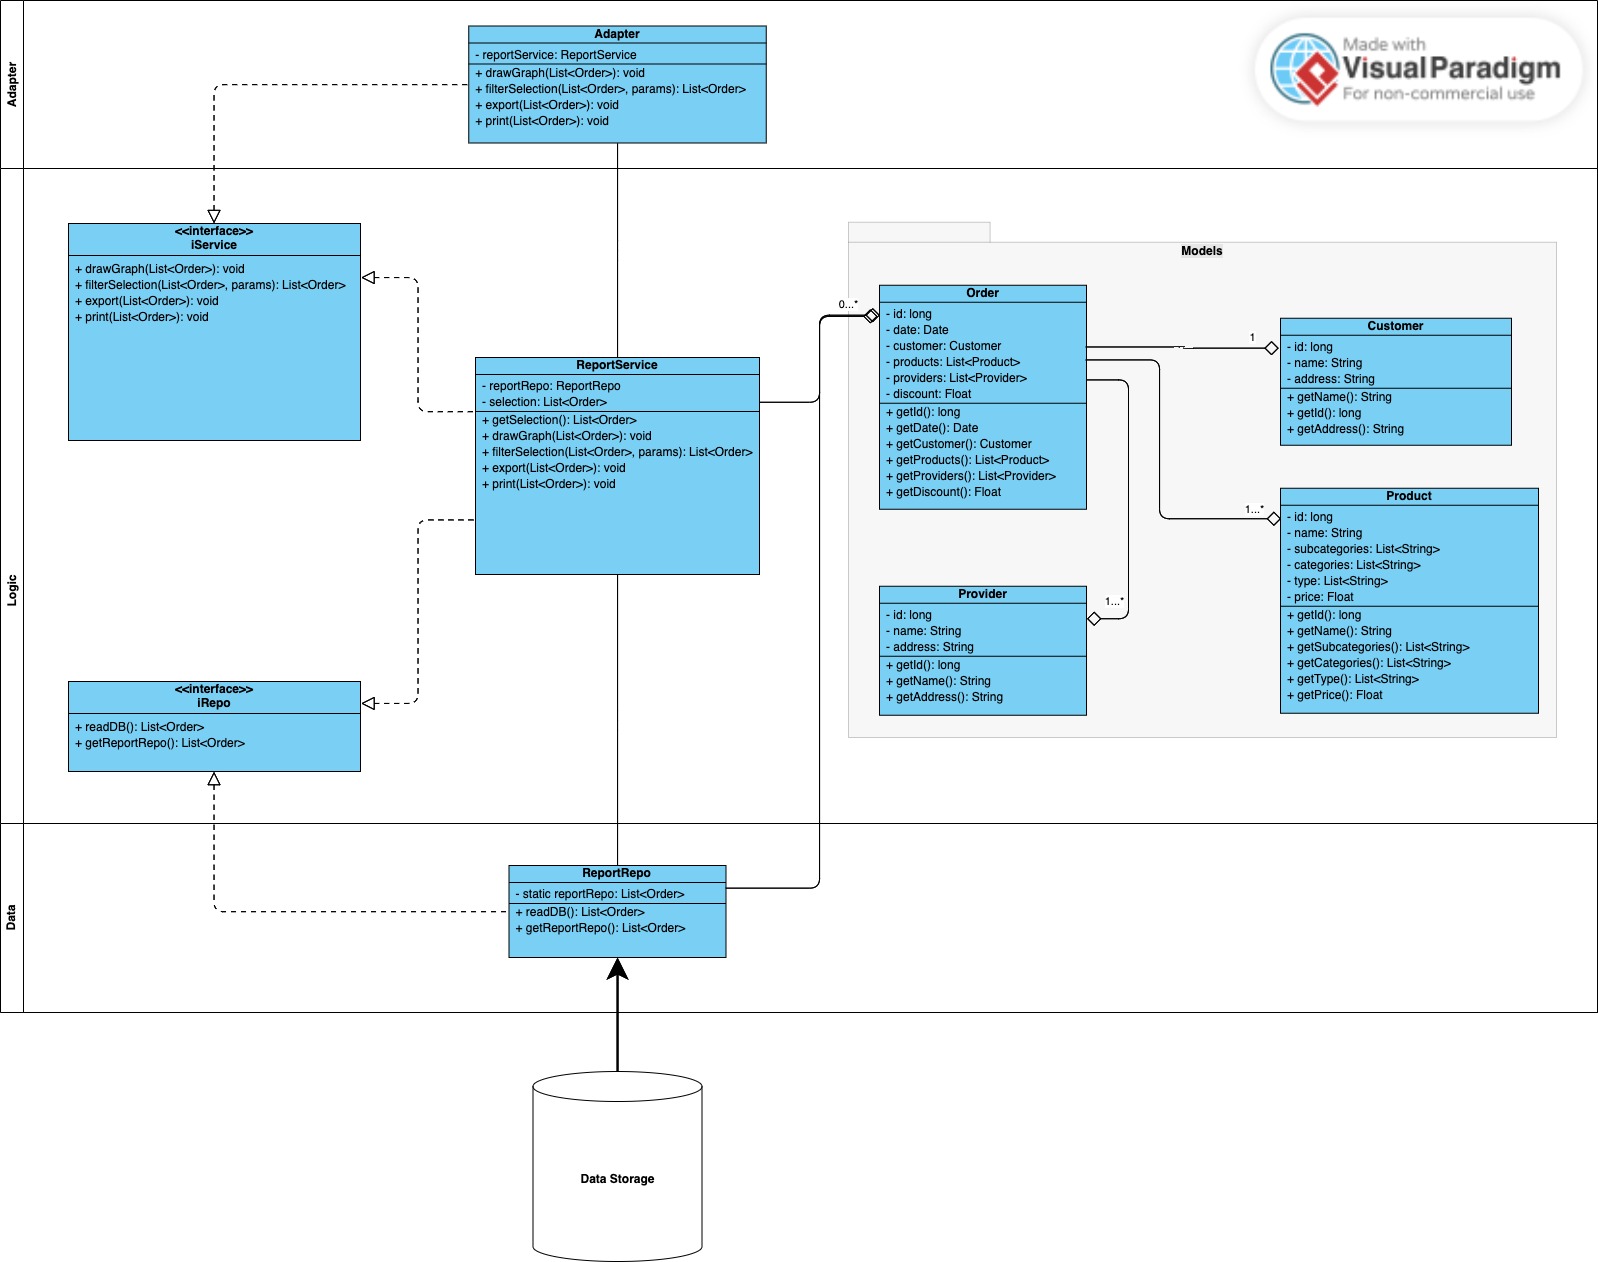 Adapter
Adapter
- reportService: ReportService
+ drawGraph(List<Order>): void
+ filterSelection(List<Order>, params): List<Order>
+ export(List<Order>): void
+ print(List<Order>): void
Made with
Visual Paradigm
For non-commercial use
Logic
<<interface>>
iService
+ drawGraph(List<Order>): void
+ filterSelection(List<Order>, params): List<Order>
+ export(List<Order>): void
+ print(List<Order>): void
ReportService
- reportRepo: ReportRepo
- selection: List<Order>
+ getSelection(): List<Order>
+ drawGraph(List<Order>): void
+ filterSelection(List<Order>, params): List<Order>
+ export(List<Order>): void
+ print(List<Order>): void
<<interface>>
iRepo
+ readDB(): List<Order>
+ getReportRepo(): List<Order>
Models
0...*
Order
- id: long
- date: Date
- customer: Customer
- products: List<Product>
- providers: List<Provider>
- discount: Float
+ getId(): long
+ getDate(): Date
+ getCustomer(): Customer
+ getProducts(): List<Product>
+ getProviders(): List<Provider>
+ getDiscount(): Float
1
Customer
- id: long
- name: String
- address: String
+ getName(): String
+ getId(): long
+ getAddress(): String
1...*
Product
- id: long
- name: String
- subcategories: List<String>
- categories: List<String>
- type: List<String>
- price: Float
+ getId(): long
+ getName(): String
+ getSubcategories(): List<String>
+ getCategories(): List<String>
+ getType(): List<String>
+ getPrice(): Float
1...*
Provider
- id: long
- name: String
- address: String
+ getId(): long
+ getName(): String
+ getAddress(): String
Data
ReportRepo
- static reportRepo: List<Order>
+ readDB(): List<Order>
+ getReportRepo(): List<Order>
Data Storage